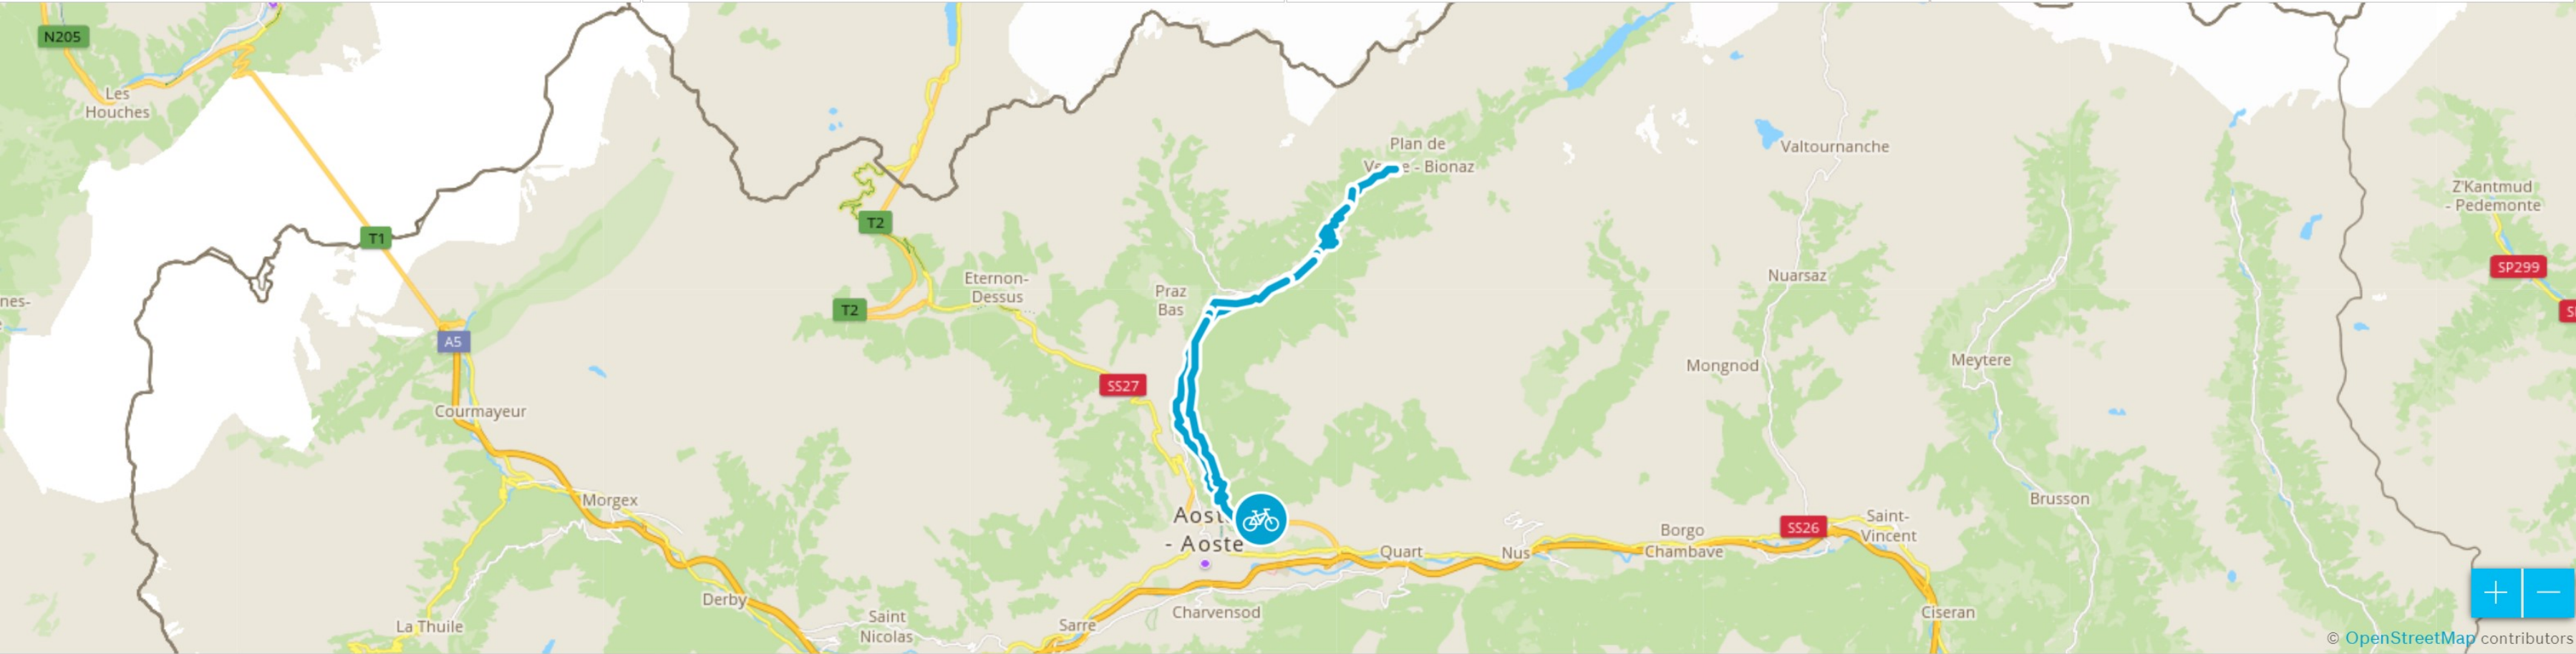 N205
Les
Houches
T1
A5
Courmayeur
Morgex
Derby
La Thuile
Saint
Nicolas
T2
T2
Eternon-
Dessus
SS27
Praz
Bas
Plan de
- Bionaz
- Aoste
Sarre
Charvensod
Quart
Nus
Borgo
Chambave
SS26
Saint-
Vincent
Ciseran
Valtournanche
Nuarsaz
Mongnod
Meytere
Brusson
Z'Kantmud
- Pedemonte
SP299
+ −
© OpenStreetMap contributors